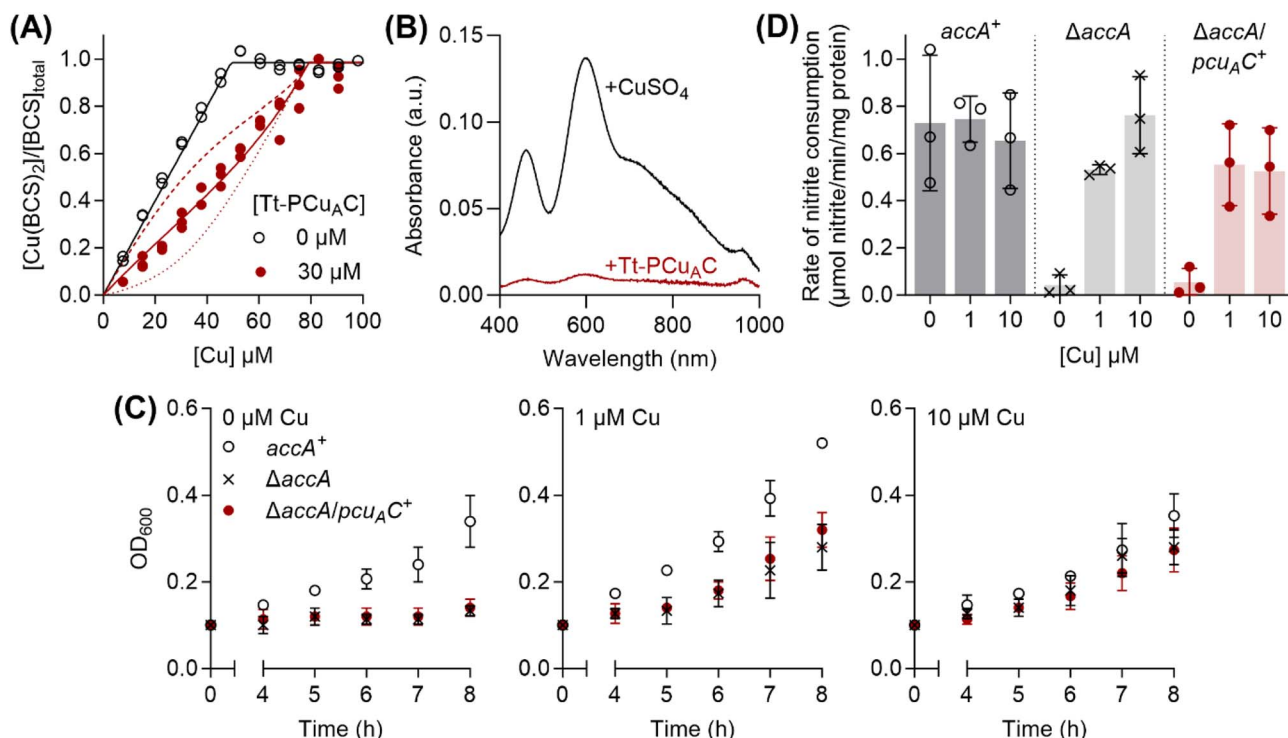 (A)
[Cu(BCS)₂]/[BCS]total
1.0
0.8
0.6
0.4
0.2
0.0
0 20 40 60 80 100
[Cu] µM
[Tt-PCuAC]
0 µM
30 µM
(B)
Absorbance (a.u.)
0.15
0.10
0.05
0.00
400 600 800 1000
Wavelength (nm)
+CuSO₄
+Tt-PCuAC
(D)
Rate of nitrite consumption
(µmol nitrite/min/mg protein)
1.0
0.8
0.6
0.4
0.2
0.0
accA⁺ ΔaccA ΔaccA/
pcuAC⁺
0 1 10 0 1 10 0 1 10
[Cu] µM
(C)
OD₆₀₀
0.6
0.4
0.2
0.0
0 µM Cu
accA⁺
ΔaccA
ΔaccA/pcuAC⁺
0 4 5 6 7 8
Time (h)
0.6
0.4
0.2
0.0
1 µM Cu
0 4 5 6 7 8
Time (h)
0.6
0.4
0.2
0.0
10 µM Cu
0 4 5 6 7 8
Time (h)